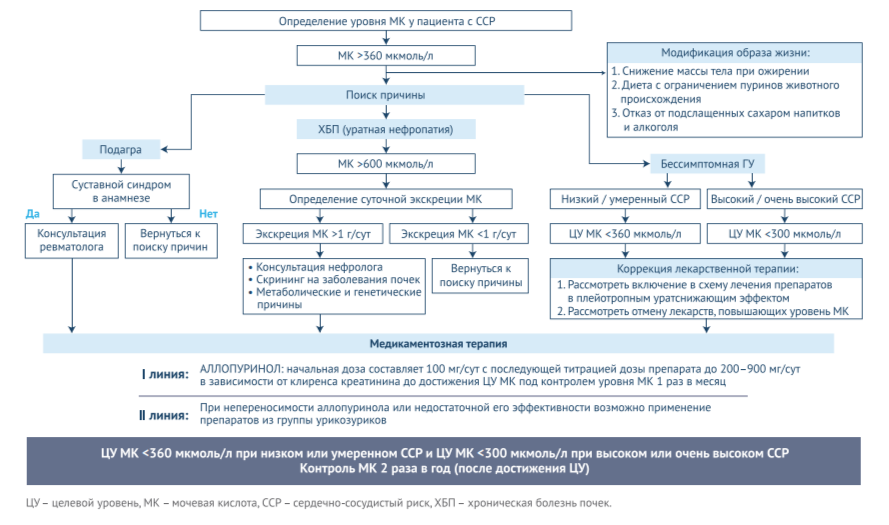 Определение уровня МК у пациента с ССР
МК >360 мкмоль/л
Модификация образа жизни:
1. Снижение массы тела при ожирении
2. Диета с ограничением пуринов животного
происхождения
3. Отказ от подслащенных сахаром напитков
и алкоголя
Поиск причины
ХБП (уратная нефропатия)
Подагра
МК >600 мкмоль/л
Бессимптомная ГУ
Суставной синдром
в анамнезе
Определение суточной экскреции МК
Низкий / умеренный ССР
Высокий / очень высокий ССР
Да
Нет
Консультация
ревматолога
Вернуться к
поиску причин
Экскреция МК >1 г/сут
Экскреция МК <1 г/сут
ЦУ МК <360 мкмоль/л
ЦУ МК <300 мкмоль/л
• Консультация нефролога
• Скрининг на заболевания почек
• Метаболические и генетические
причины
Вернуться к
поиску причины
Коррекция лекарственной терапии:
1. Рассмотреть включение в схему лечения препаратов
в плейотропным уратснижающим эффектом
2. Рассмотреть отмену лекарств, повышающих уровень МК
Медикаментозная терапия
I линия:
АЛЛОПУРИНОЛ: начальная доза составляет 100 мг/сут с последующей титрацией дозы препарата до 200–900 мг/сут
в зависимости от клиренса креатинина до достижения ЦУ МК под контролем уровня МК 1 раз в месяц
II линия:
При непереносимости аллопуринола или недостаточной его эффективности возможно применение
препаратов из группы урикозуриков
ЦУ МК <360 мкмоль/л при низком или умеренном ССР и ЦУ МК <300 мкмоль/л при высоком или очень высоком ССР
Контроль МК 2 раза в год (после достижения ЦУ)
ЦУ – целевой уровень, МК – мочевая кислота, ССР – сердечно-сосудистый риск, ХБП – хроническая болезнь почек.